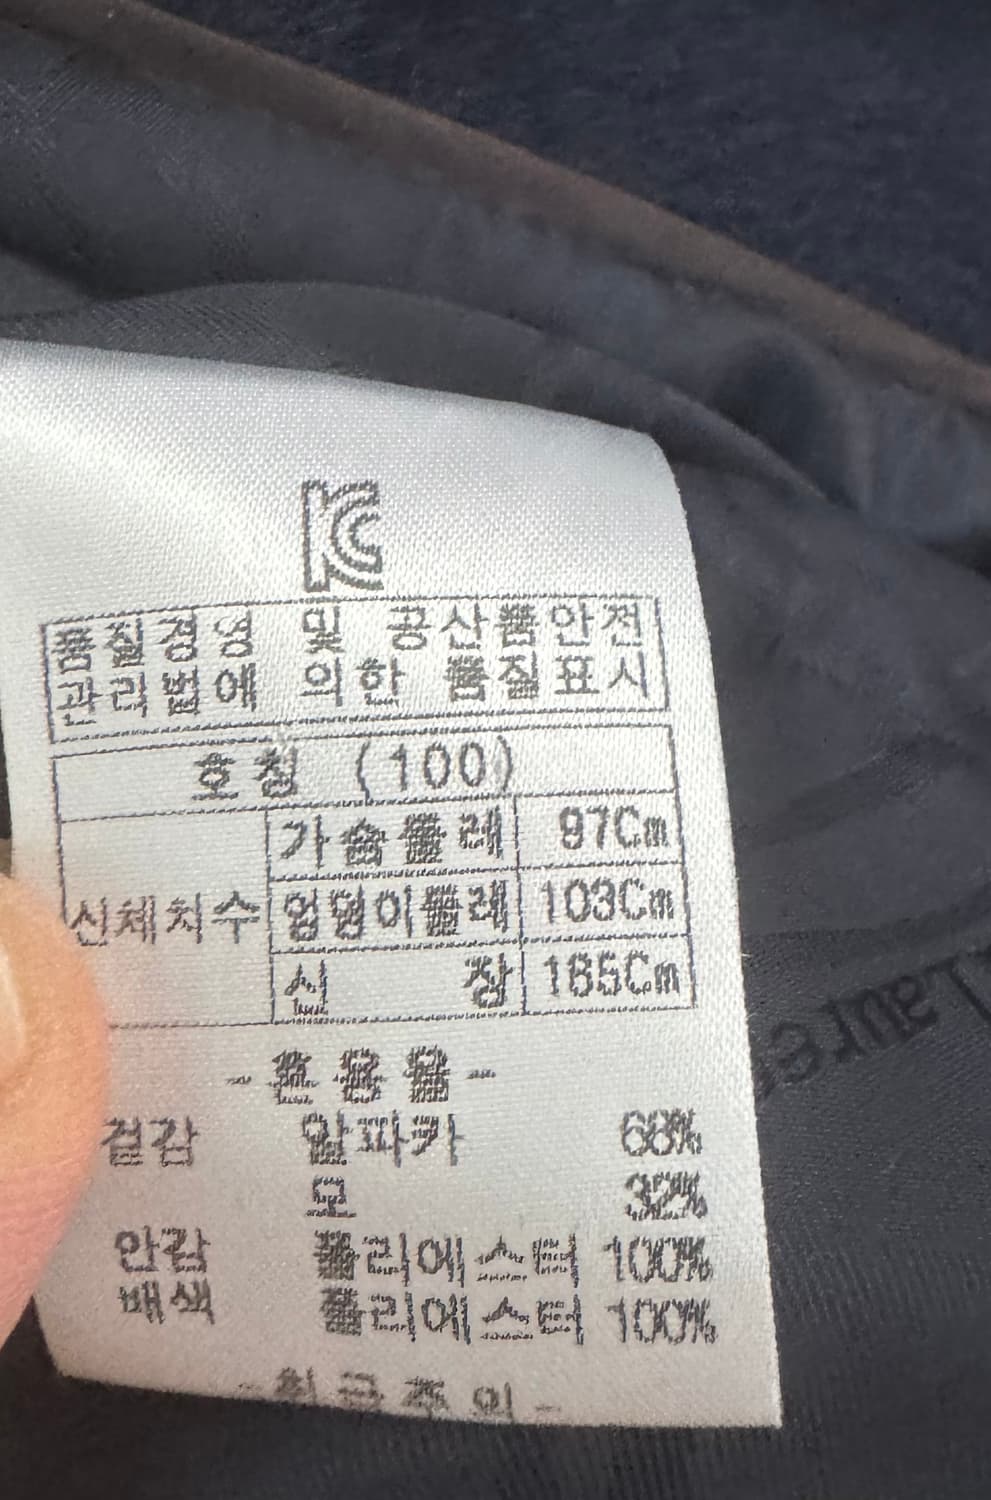 KC
품질경영 및 공산품안전
관리법에 의한 품질표시
호칭 (100)
신체치수
가슴둘레 97Cm
엉덩이둘레 103Cm
신 장 165Cm
-혼용률-
겉감 알파카 68%
모 32%
안감 폴리에스터 100%
배색 폴리에스터 100%
-취급주의-
Laure